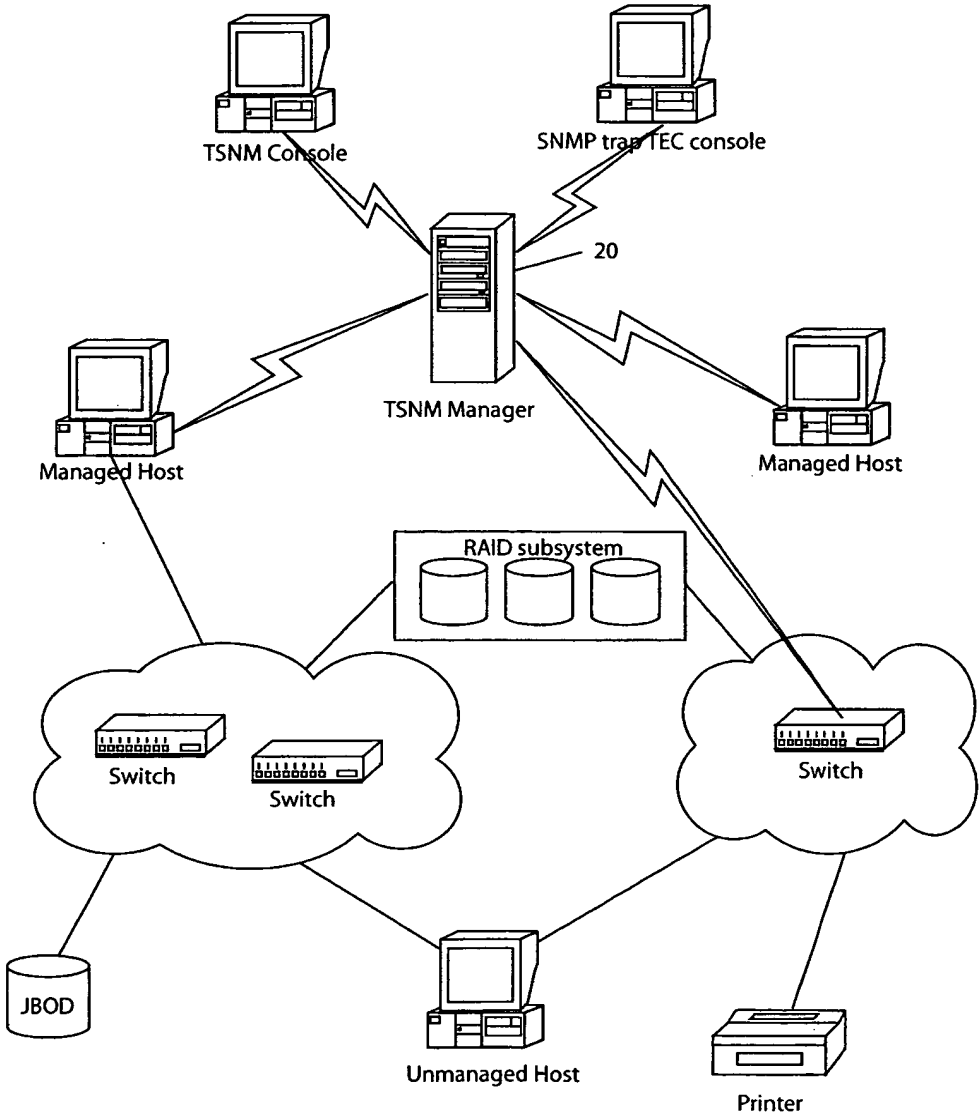 TSNM Console
SNMP trap TEC console
20
TSNM Manager
Managed Host
Managed Host
RAID subsystem
Switch
Switch
Switch
JBOD
Unmanaged Host
Printer